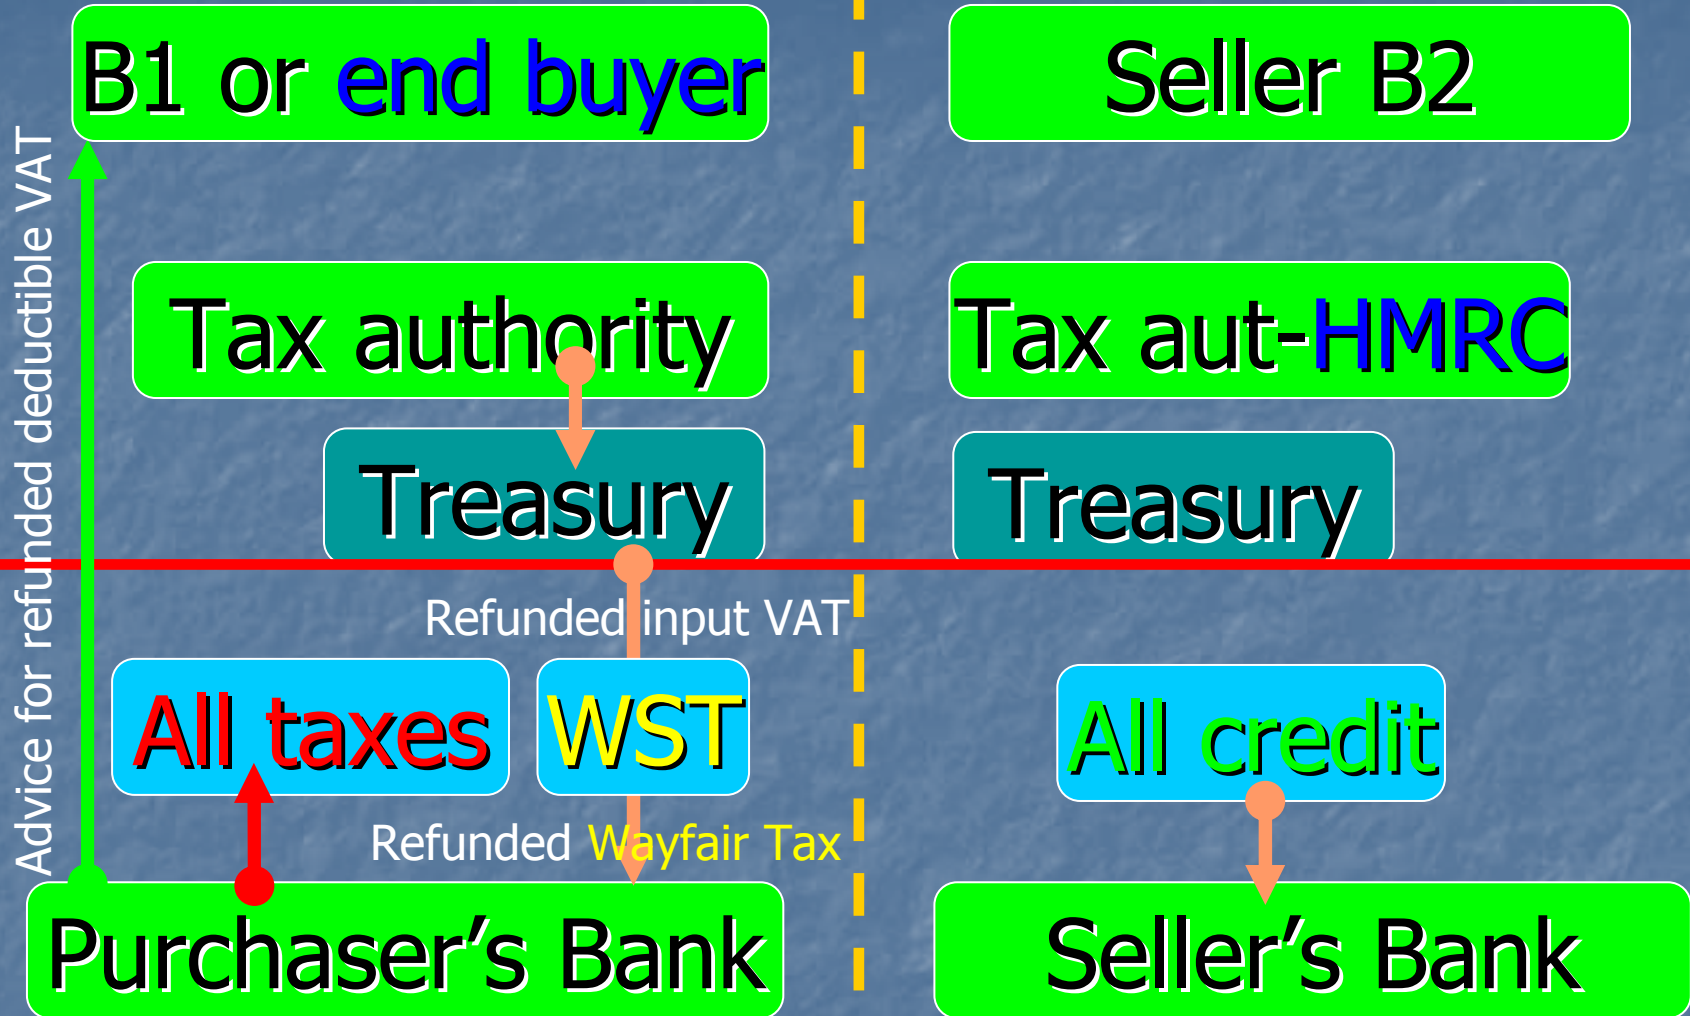 B1 or end buyer
Seller B2
Advice for refunded deductible VAT
Tax authority
Tax aut-HMRC
Treasury
Treasury
Refunded input VAT
All taxes
WST
All credit
Refunded Wayfair Tax
Purchaser’s Bank
Seller’s Bank